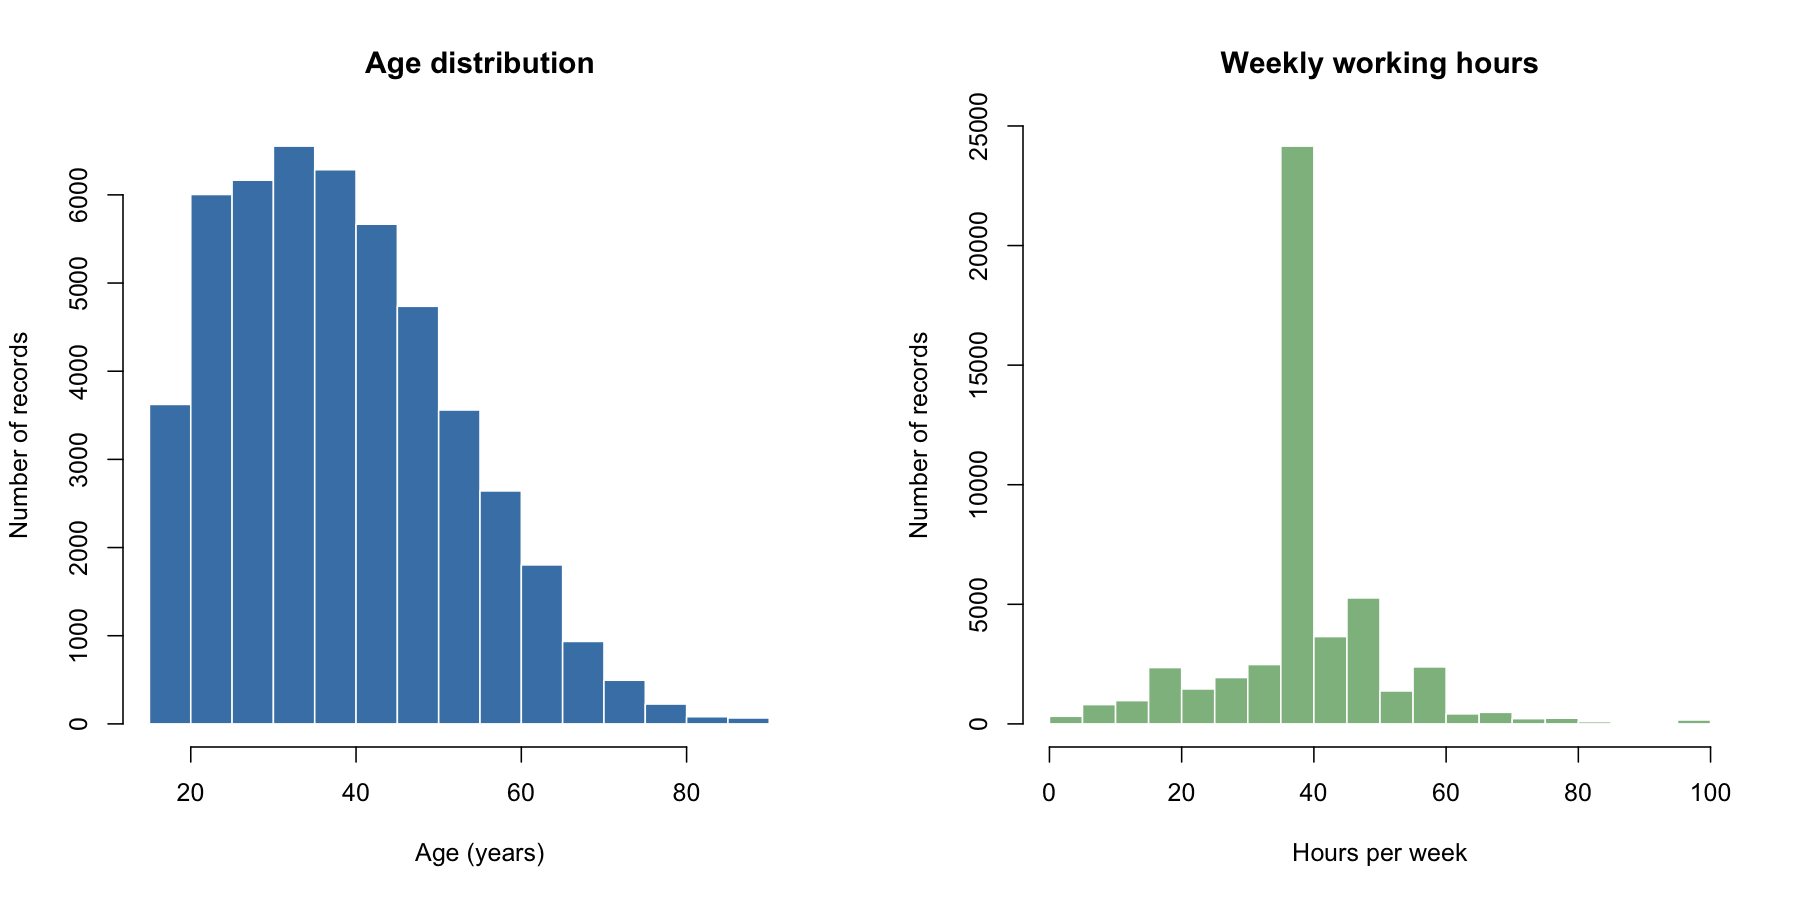 Age distribution
Number of records
0
1000
2000
3000
4000
5000
6000
20 40 60 80
Age (years)
Weekly working hours
Number of records
0
5000
10000
15000
20000
25000
0 20 40 60 80 100
Hours per week